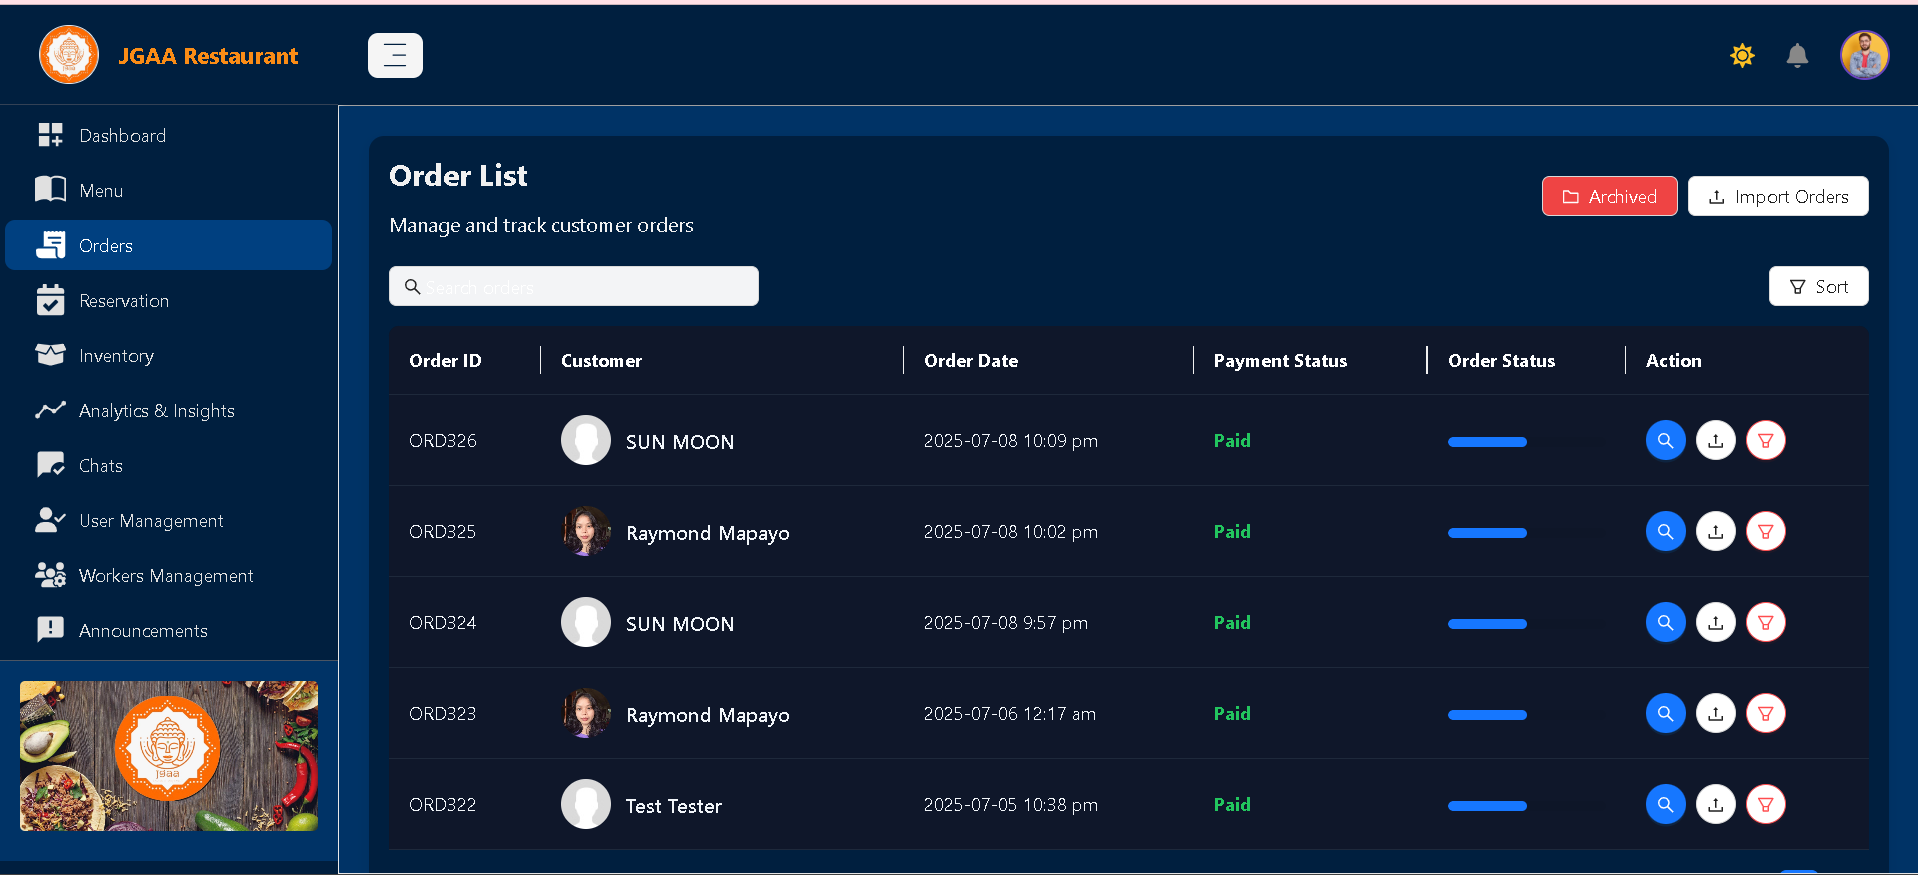 JGAA Restaurant
Dashboard
Menu
Orders
Reservation
Inventory
Analytics & Insights
Chats
User Management
Workers Management
Announcements
jgaa
Order List
Manage and track customer orders
Archived
Import Orders
Search orders
Sort
Order ID Customer Order Date Payment Status Order Status Action
ORD326 SUN MOON 2025-07-08 10:09 pm Paid
ORD325 Raymond Mapayo 2025-07-08 10:02 pm Paid
ORD324 SUN MOON 2025-07-08 9:57 pm Paid
ORD323 Raymond Mapayo 2025-07-06 12:17 am Paid
ORD322 Test Tester 2025-07-05 10:38 pm Paid